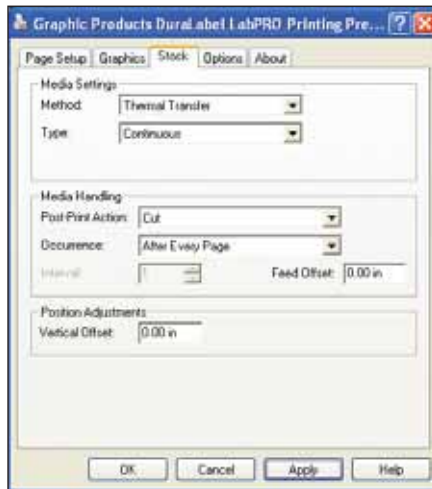 Graphic Products DuraLabel LabPRO Printing Pre...
Page Setup Graphics Stock Options About
Media Settings
Method: Thermal Transfer
Type: Continuous
Media Handling
Post-Print Action: Cut
Occurrence: After Every Page
Interval: 1 Feed Offset: 0.00 in
Position Adjustments
Vertical Offset: 0.00 in
OK Cancel Apply Help